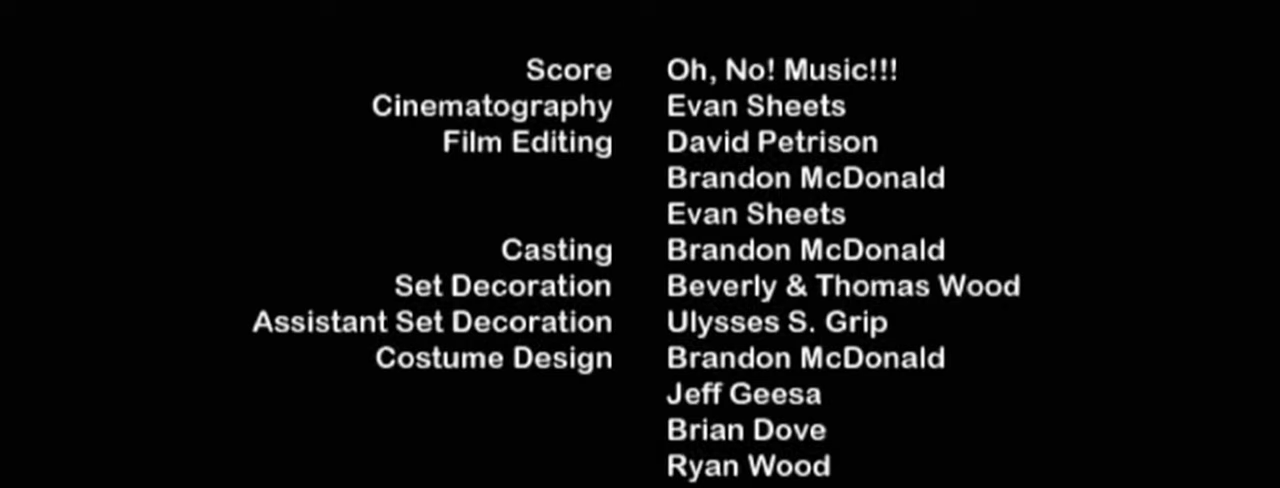 Score Oh, No! Music!!!
Cinematography Evan Sheets
Film Editing David Petrison
Brandon McDonald
Evan Sheets
Casting Brandon McDonald
Set Decoration Beverly & Thomas Wood
Assistant Set Decoration Ulysses S. Grip
Costume Design Brandon McDonald
Jeff Geesa
Brian Dove
Ryan Wood